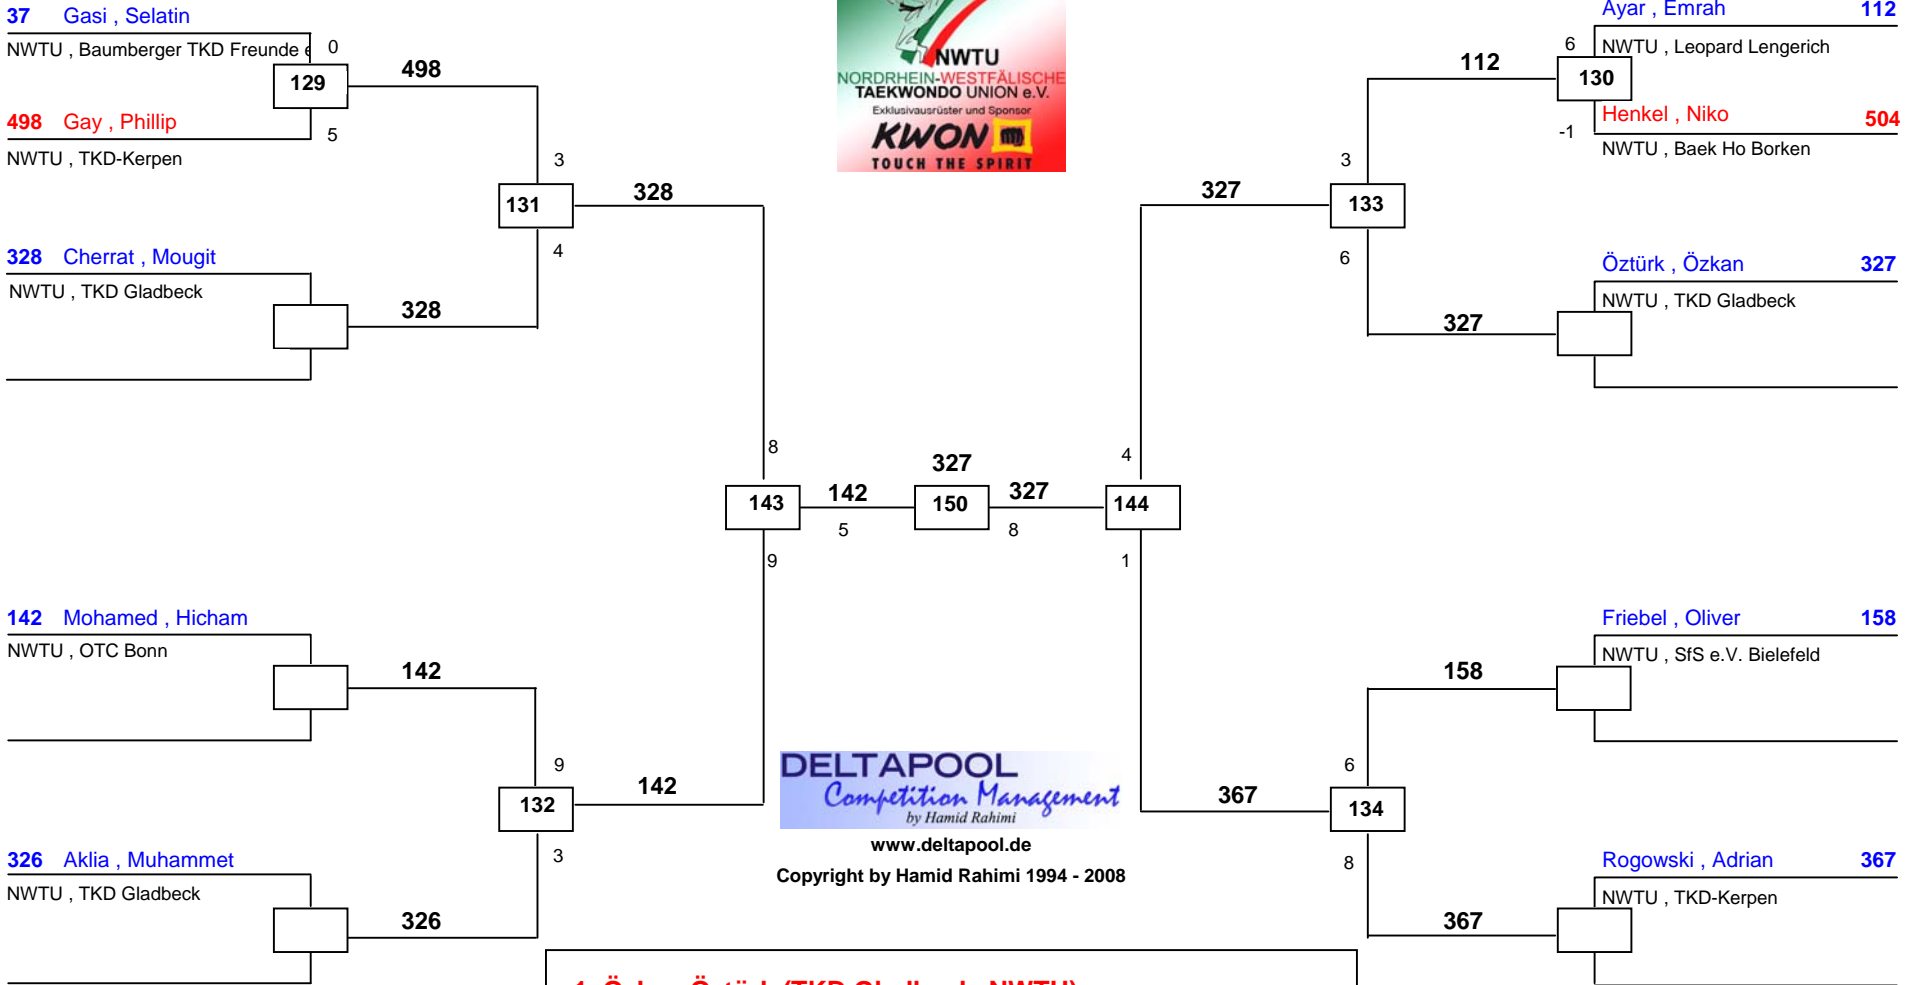 37 Gasi , Selatin
NWTU , Baumberger TKD Freunde e
0
129
498
498 Gay , Phillip
5
NWTU , TKD-Kerpen
3
131
328
4
328 Cherrat , Mougit
NWTU , TKD Gladbeck
328
8
143
142
5
9
142 Mohamed , Hicham
NWTU , OTC Bonn
142
9
132
142
3
326 Aklia , Muhammet
NWTU , TKD Gladbeck
326
NWTU
NORDRHEIN-WESTFÄLISCHE
TAEKWONDO UNION e.V.
Exklusivausrüster und Sponsor
KWON
TOUCH THE SPIRIT
327
150
327
8
DELTAPOOL
Competition Management
by Hamid Rahimi
www.deltapool.de
Copyright by Hamid Rahimi 1994 - 2008
Ayar , Emrah 112
6
NWTU , Leopard Lengerich
112
130
Henkel , Niko 504
-1
NWTU , Baek Ho Borken
3
327
133
6
Öztürk , Özkan 327
NWTU , TKD Gladbeck
327
4
144
1
Friebel , Oliver 158
NWTU , SfS e.V. Bielefeld
158
6
367
134
8
Rogowski , Adrian 367
NWTU , TKD-Kerpen
367